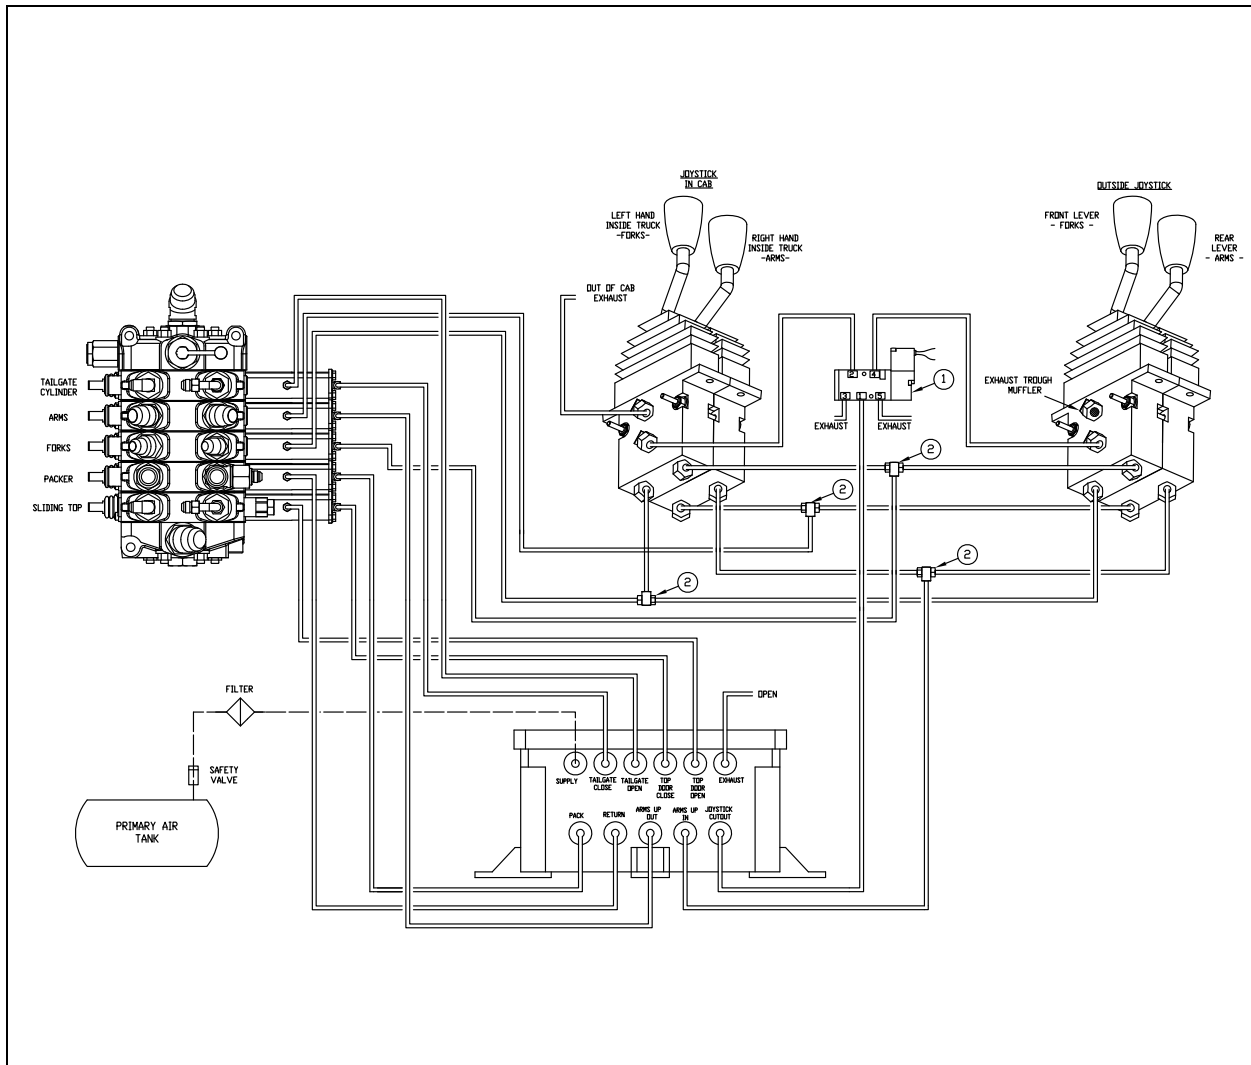 JOYSTICK
IN CAB
LEFT HAND
INSIDE TRUCK
-FORKS-
RIGHT HAND
INSIDE TRUCK
-ARMS-
OUTSIDE JOYSTICK
FRONT LEVER
- FORKS -
REAR
LEVER
- ARMS -
OUT OF CAB
EXHAUST
2
4
3
1
5
1
EXHAUST
EXHAUST
EXHAUST TROUGH
MUFFLER
TAILGATE
CYLINDER
ARMS
FORKS
PACKER
SLIDING TOP
2
2
2
2
FILTER
SAFETY
VALVE
PRIMARY AIR
TANK
OPEN
SUPPLY
TAILGATE
CLOSE
TAILGATE
OPEN
TOP
DOOR
CLOSE
TOP
DOOR
OPEN
EXHAUST
PACK
RETURN
ARMS UP
OUT
ARMS UP
IN
JOYSTICK
CUTOUT